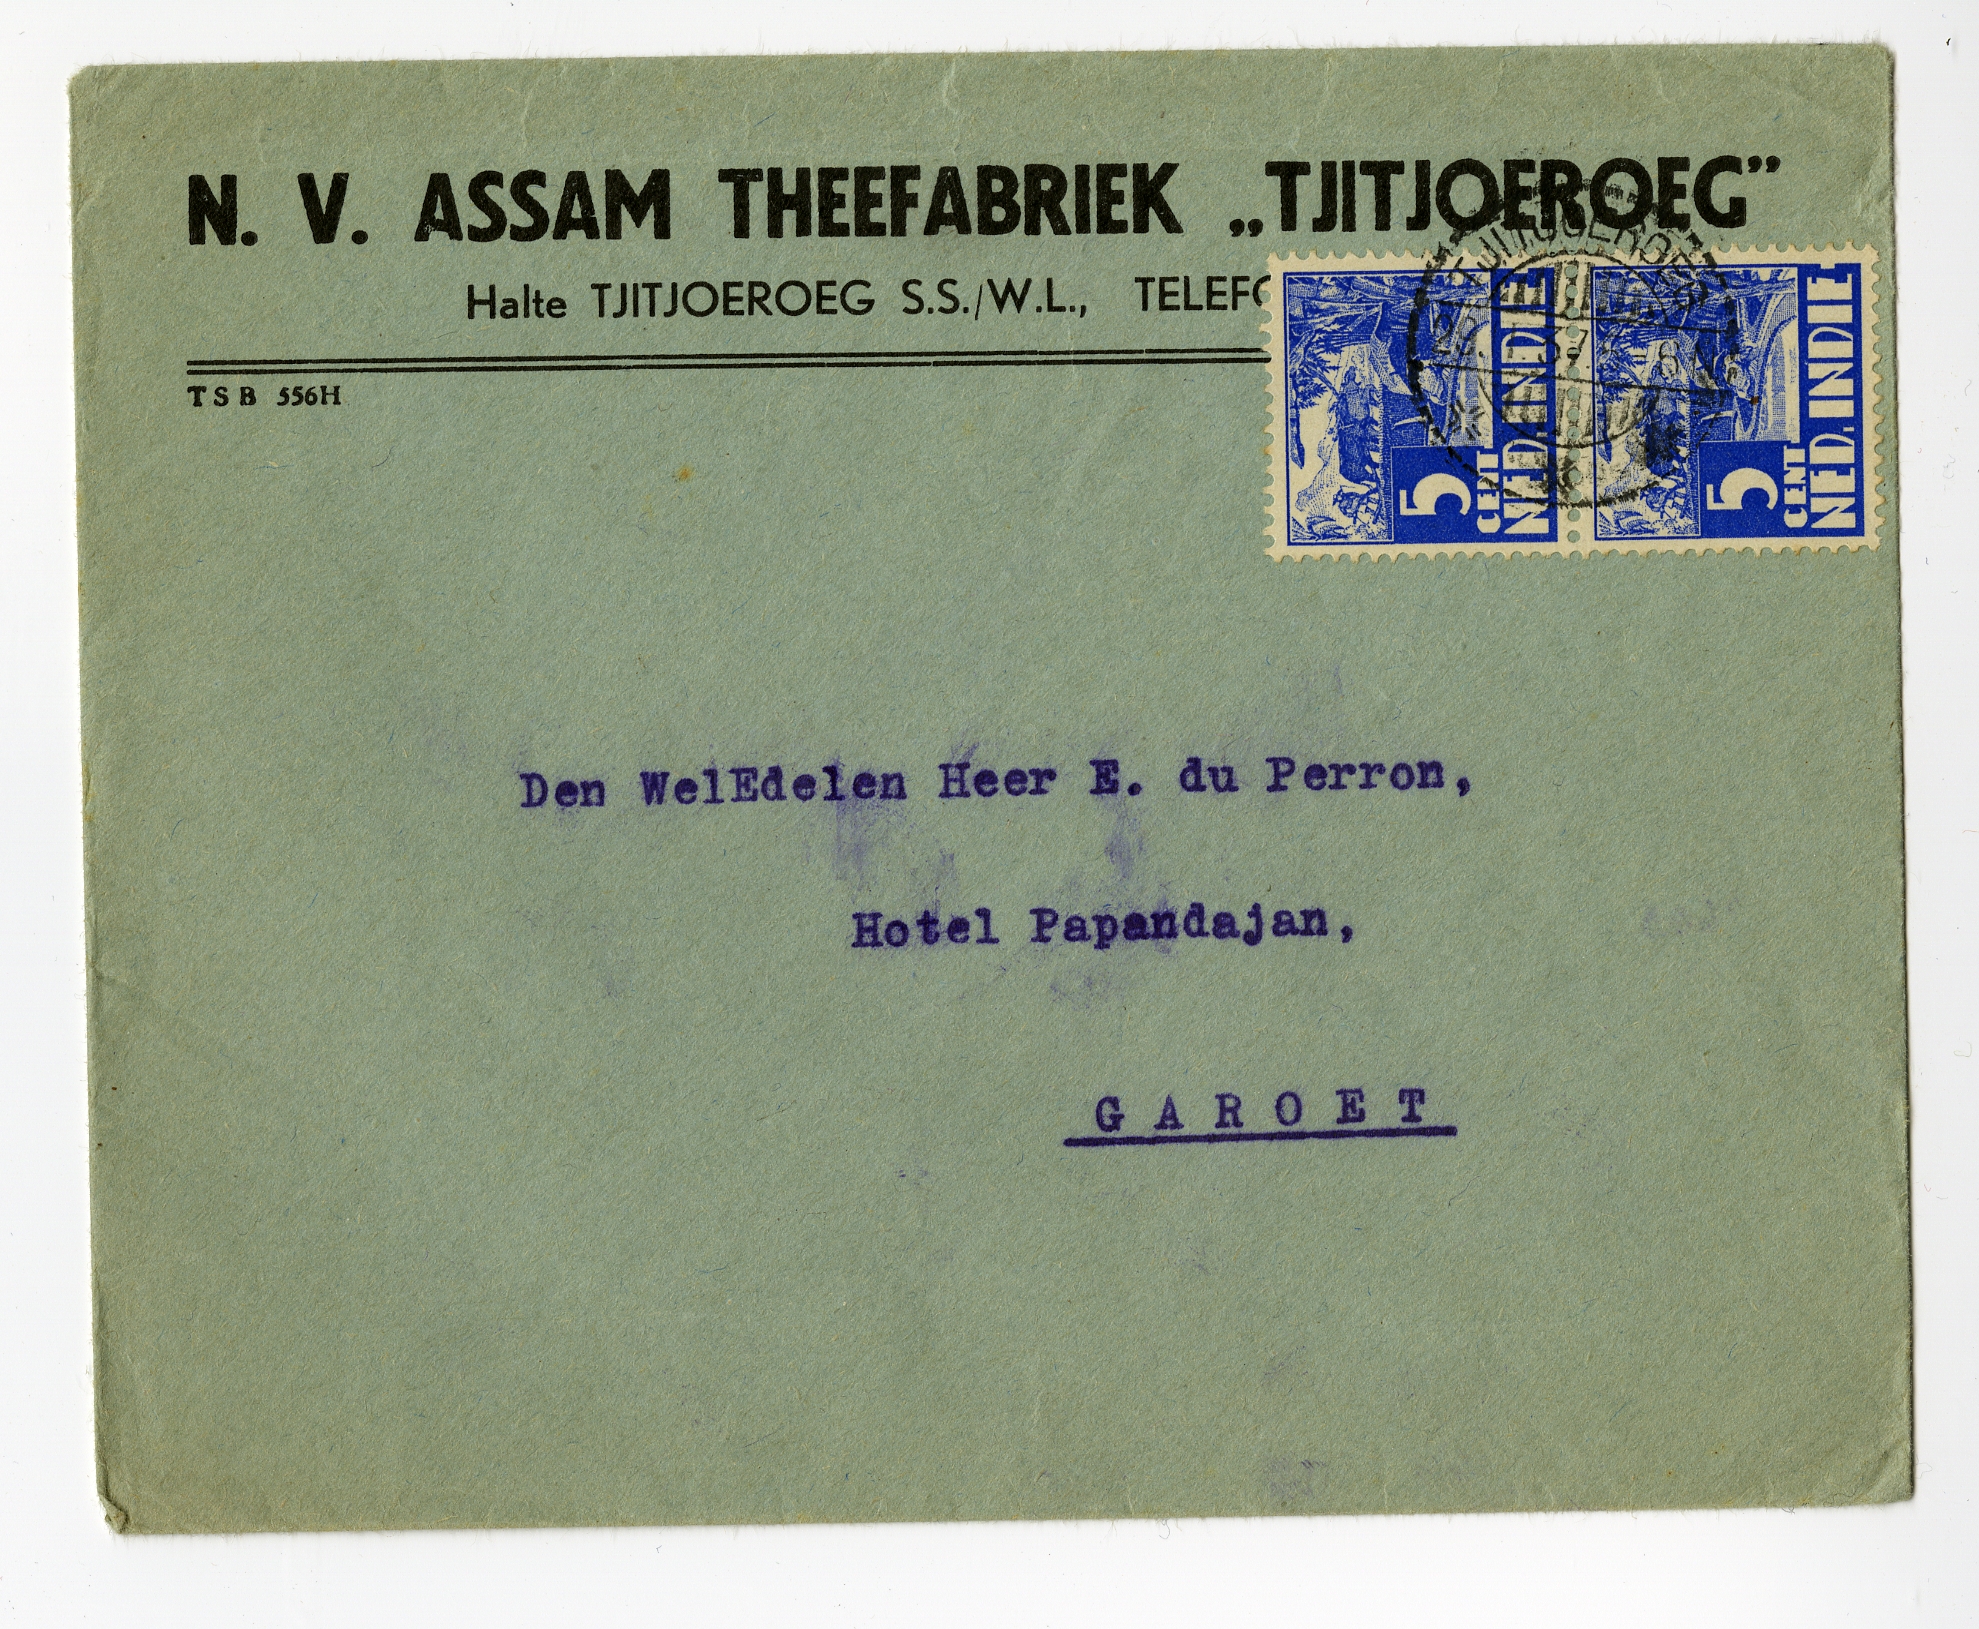 N. V. ASSAM THEEFABRIEK „TJITJOEROEG”
Halte TJITJOEROEG S.S./W.L.,
TSB 556H
TJITJOEROEG
5
CENT
NED. INDIE
5
CENT
NED. INDIE
Den WelEdelen Heer E. du Perron,
Hotel Papandajan,
GAROET